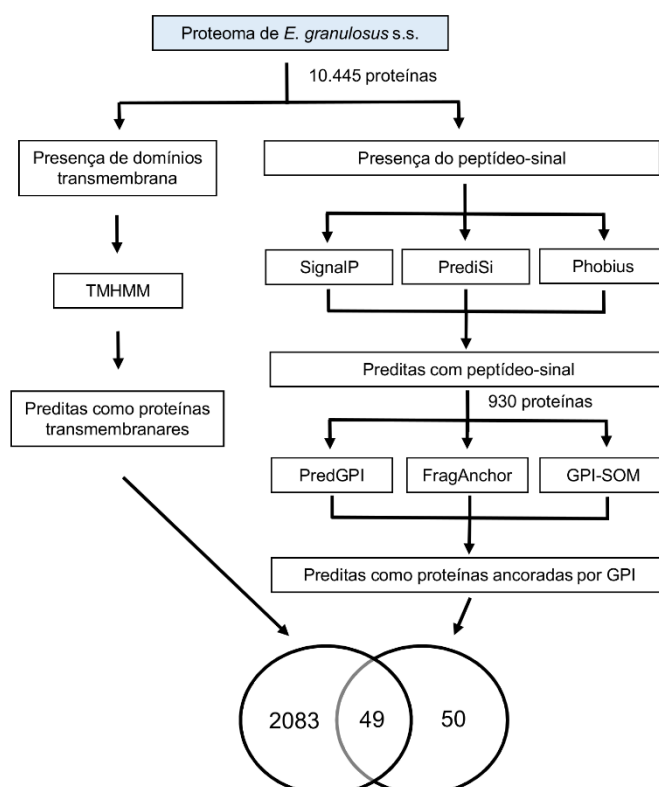 Proteoma de E. granulosus s.s.
10.445 proteínas
Presença de domínios
transmembrana
Presença do peptídeo-sinal
SignalP
PrediSi
Phobius
TMHMM
Preditas com peptídeo-sinal
930 proteínas
Preditas como proteínas
transmembranares
PredGPI
FragAnchor
GPI-SOM
Preditas como proteínas ancoradas por GPI
2083
49
50